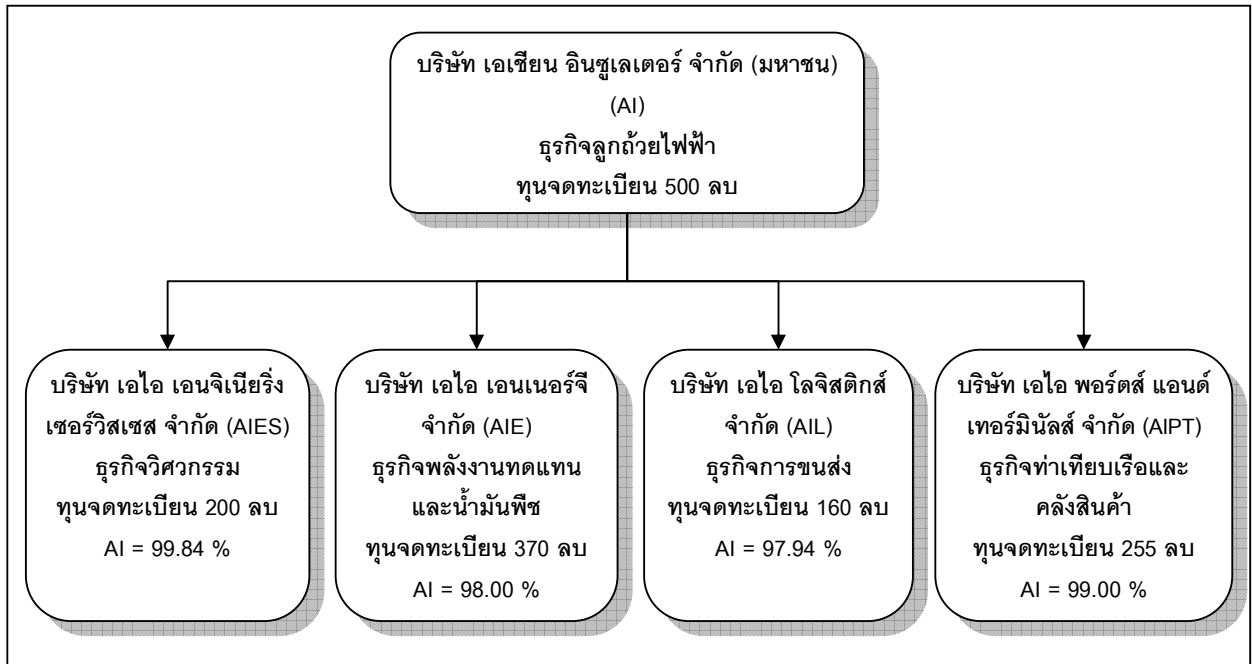 บริษัท เอเชียน อินซูเลเตอร์ จำกัด (มหาชน)
(AI)
ธุรกิจลูกถ้วยไฟฟ้า
ทุนจดทะเบียน 500 ลบ
บริษัท เอไอ เอนจิเนียริ่ง
เซอร์วิสเซส จำกัด (AIES)
ธุรกิจวิศวกรรม
ทุนจดทะเบียน 200 ลบ
AI = 99.84 %
บริษัท เอไอ เอนเนอร์จี
จำกัด (AIE)
ธุรกิจพลังงานทดแทน
และน้ำมันพืช
ทุนจดทะเบียน 370 ลบ
AI = 98.00 %
บริษัท เอไอ โลจิสติกส์
จำกัด (AIL)
ธุรกิจการขนส่ง
ทุนจดทะเบียน 160 ลบ
AI = 97.94 %
บริษัท เอไอ พอร์ตส์ แอนด์
เทอร์มินัลส์ จำกัด (AIPT)
ธุรกิจท่าเทียบเรือและ
คลังสินค้า
ทุนจดทะเบียน 255 ลบ
AI = 99.00 %